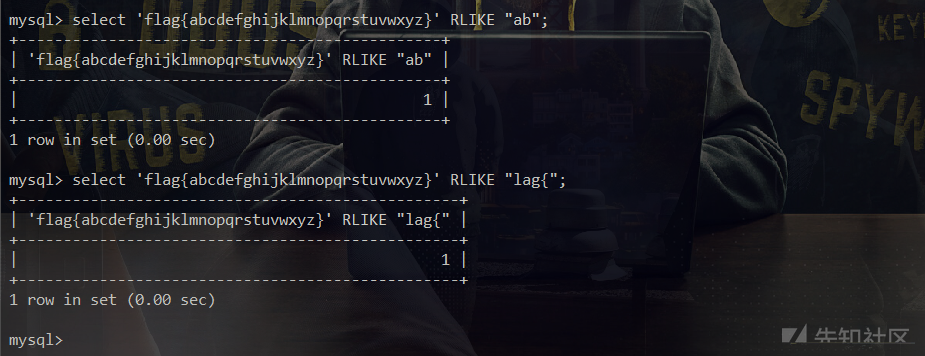 mysql> select 'flag{abcdefghijklmnopqrstuvwxyz}' RLIKE "ab";
+-------------------------------------------+
| 'flag{abcdefghijklmnopqrstuvwxyz}' RLIKE "ab" |
+-------------------------------------------+
| 1 |
+-------------------------------------------+
1 row in set (0.00 sec)
mysql> select 'flag{abcdefghijklmnopqrstuvwxyz}' RLIKE "lag{";
+---------------------------------------------+
| 'flag{abcdefghijklmnopqrstuvwxyz}' RLIKE "lag{" |
+---------------------------------------------+
| 1 |
+---------------------------------------------+
1 row in set (0.00 sec)
mysql>
VIRUS
KEY
SPYW
先知社区